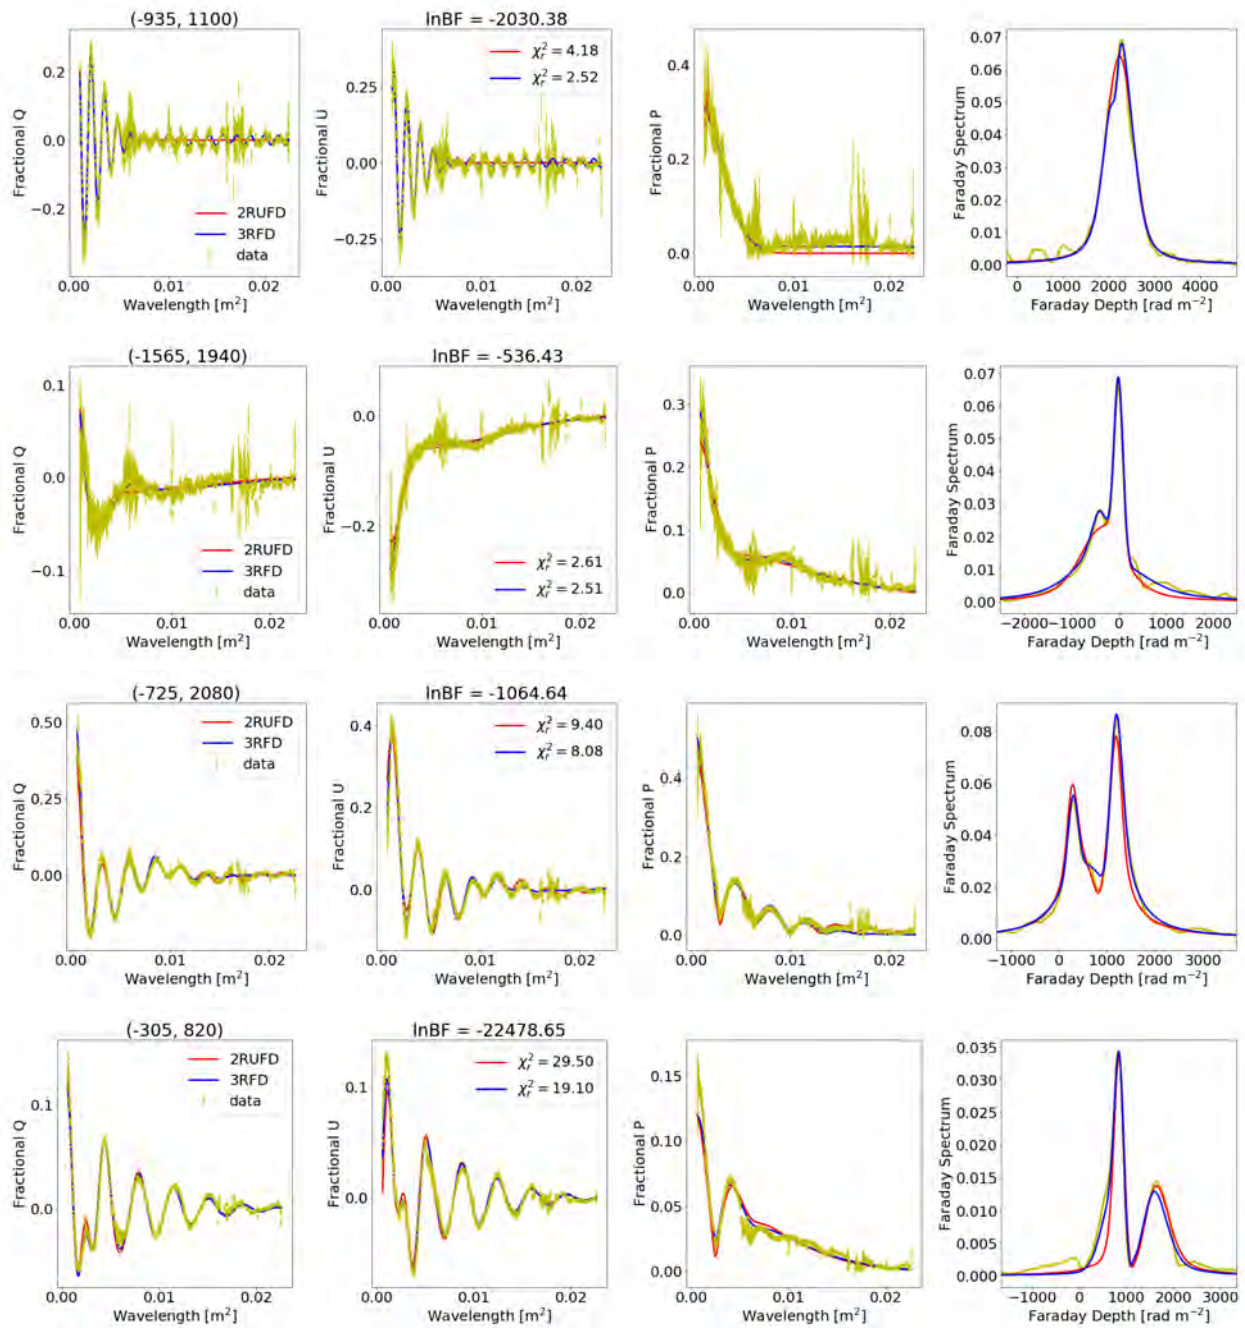 (-935, 1100)
lnBF = -2030.38
Fractional Q
0.2
0.0
−0.2
2RUFD
3RFD
data
0.00 0.01 0.02
Wavelength [m²]
Fractional U
0.25
0.00
−0.25
χᵣ² = 4.18
χᵣ² = 2.52
0.00 0.01 0.02
Wavelength [m²]
Fractional P
0.4
0.2
0.0
0.00 0.01 0.02
Wavelength [m²]
Faraday Spectrum
0.07
0.06
0.05
0.04
0.03
0.02
0.01
0.00
0 1000 2000 3000 4000
Faraday Depth [rad m⁻²]
(-1565, 1940)
lnBF = -536.43
Fractional Q
0.1
0.0
−0.1
2RUFD
3RFD
data
0.00 0.01 0.02
Wavelength [m²]
Fractional U
0.0
−0.2
χᵣ² = 2.61
χᵣ² = 2.51
0.00 0.01 0.02
Wavelength [m²]
Fractional P
0.3
0.2
0.1
0.0
0.00 0.01 0.02
Wavelength [m²]
Faraday Spectrum
0.07
0.06
0.05
0.04
0.03
0.02
0.01
0.00
−2000 −1000 0 1000 2000
Faraday Depth [rad m⁻²]
(-725, 2080)
lnBF = -1064.64
Fractional Q
0.50
0.25
0.00
2RUFD
3RFD
data
0.00 0.01 0.02
Wavelength [m²]
Fractional U
0.4
0.2
0.0
χᵣ² = 9.40
χᵣ² = 8.08
0.00 0.01 0.02
Wavelength [m²]
Fractional P
0.4
0.2
0.0
0.00 0.01 0.02
Wavelength [m²]
Faraday Spectrum
0.08
0.06
0.04
0.02
0.00
−1000 0 1000 2000 3000
Faraday Depth [rad m⁻²]
(-305, 820)
lnBF = -22478.65
Fractional Q
0.1
0.0
2RUFD
3RFD
data
0.00 0.01 0.02
Wavelength [m²]
Fractional U
0.1
0.0
χᵣ² = 29.50
χᵣ² = 19.10
0.00 0.01 0.02
Wavelength [m²]
Fractional P
0.15
0.10
0.05
0.00
0.00 0.01 0.02
Wavelength [m²]
Faraday Spectrum
0.035
0.030
0.025
0.020
0.015
0.010
0.005
0.000
−1000 0 1000 2000 3000
Faraday Depth [rad m⁻²]